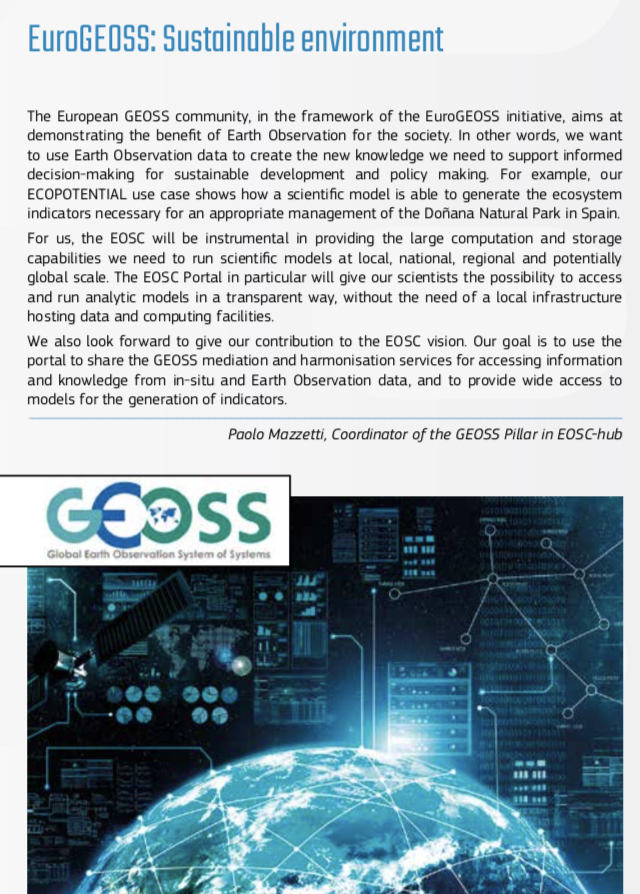 EuroGEOSS: Sustainable environment
The European GEOSS community, in the framework of the EuroGEOSS initiative, aims at
demonstrating the benefit of Earth Observation for the society. In other words, we want
to use Earth Observation data to create the new knowledge we need to support informed
decision-making for sustainable development and policy making. For example, our
ECOPOTENTIAL use case shows how a scientific model is able to generate the ecosystem
indicators necessary for an appropriate management of the Doñana Natural Park in Spain.
For us, the EOSC will be instrumental in providing the large computation and storage
capabilities we need to run scientific models at local, national, regional and potentially
global scale. The EOSC Portal in particular will give our scientists the possibility to access
and run analytic models in a transparent way, without the need of a local infrastructure
hosting data and computing facilities.
We also look forward to give our contribution to the EOSC vision. Our goal is to use the
portal to share the GEOSS mediation and harmonisation services for accessing information
and knowledge from in-situ and Earth Observation data, and to provide wide access to
models for the generation of indicators.
Paolo Mazzetti, Coordinator of the GEOSS Pillar in EOSC-hub
GEOSS
Global Earth Observation System of Systems